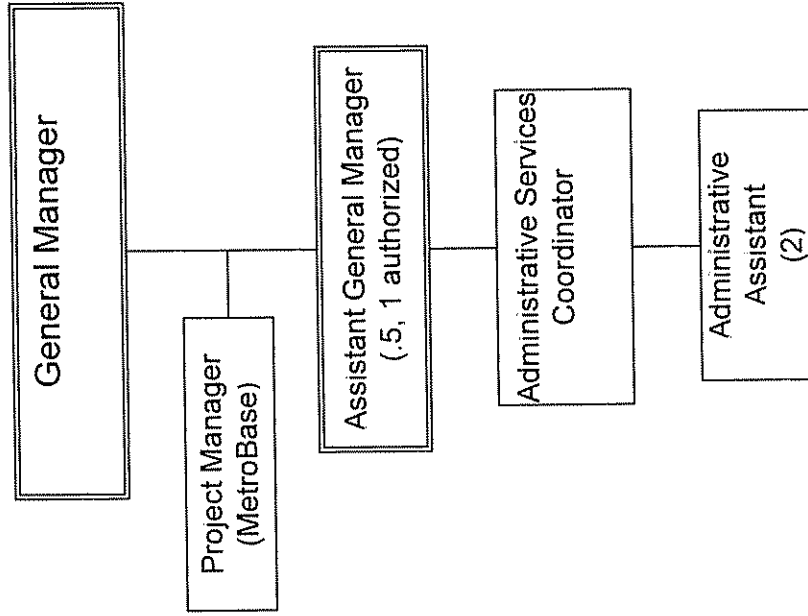 General Manager
Project Manager
(MetroBase)
Assistant General Manager
(.5, 1 authorized)
Administrative Services
Coordinator
Administrative
Assistant
(2)